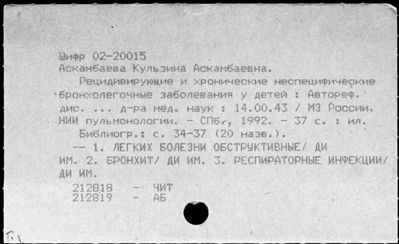 Шифр 02-20015
Аскамбаева Кульзина Аскамбаевна.
Рецидивирующие и хронические неспецифические
бронхолегочные заболевания у детей : Автореф.
дис. ... д-ра мед. наук : 14.00.43 / МЗ России.
НИИ пульмонологии. - СПб., 1992. - 37 с. : ил.
Библиогр.: с. 34-37 (20 назв.).
-- 1. ЛЕГКИХ БОЛЕЗНИ ОБСТРУКТИВНЫЕ/ ДИ
ИМ. 2. БРОНХИТ/ ДИ ИМ. 3. РЕСПИРАТОРНЫЕ ИНФЕКЦИИ/
ДИ ИМ.
212818 - ЧИТ
212819 - АБ